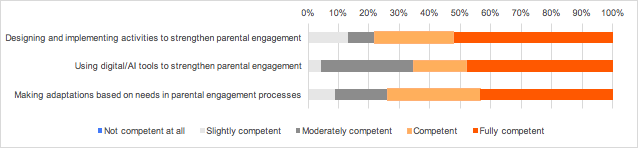 0% 10% 20% 30% 40% 50% 60% 70% 80% 90% 100%
Designing and implementing activities to strengthen parental engagement
Using digital/AI tools to strengthen parental engagement
Making adaptations based on needs in parental engagement processes
Not competent at all Slightly competent Moderately competent Competent Fully competent